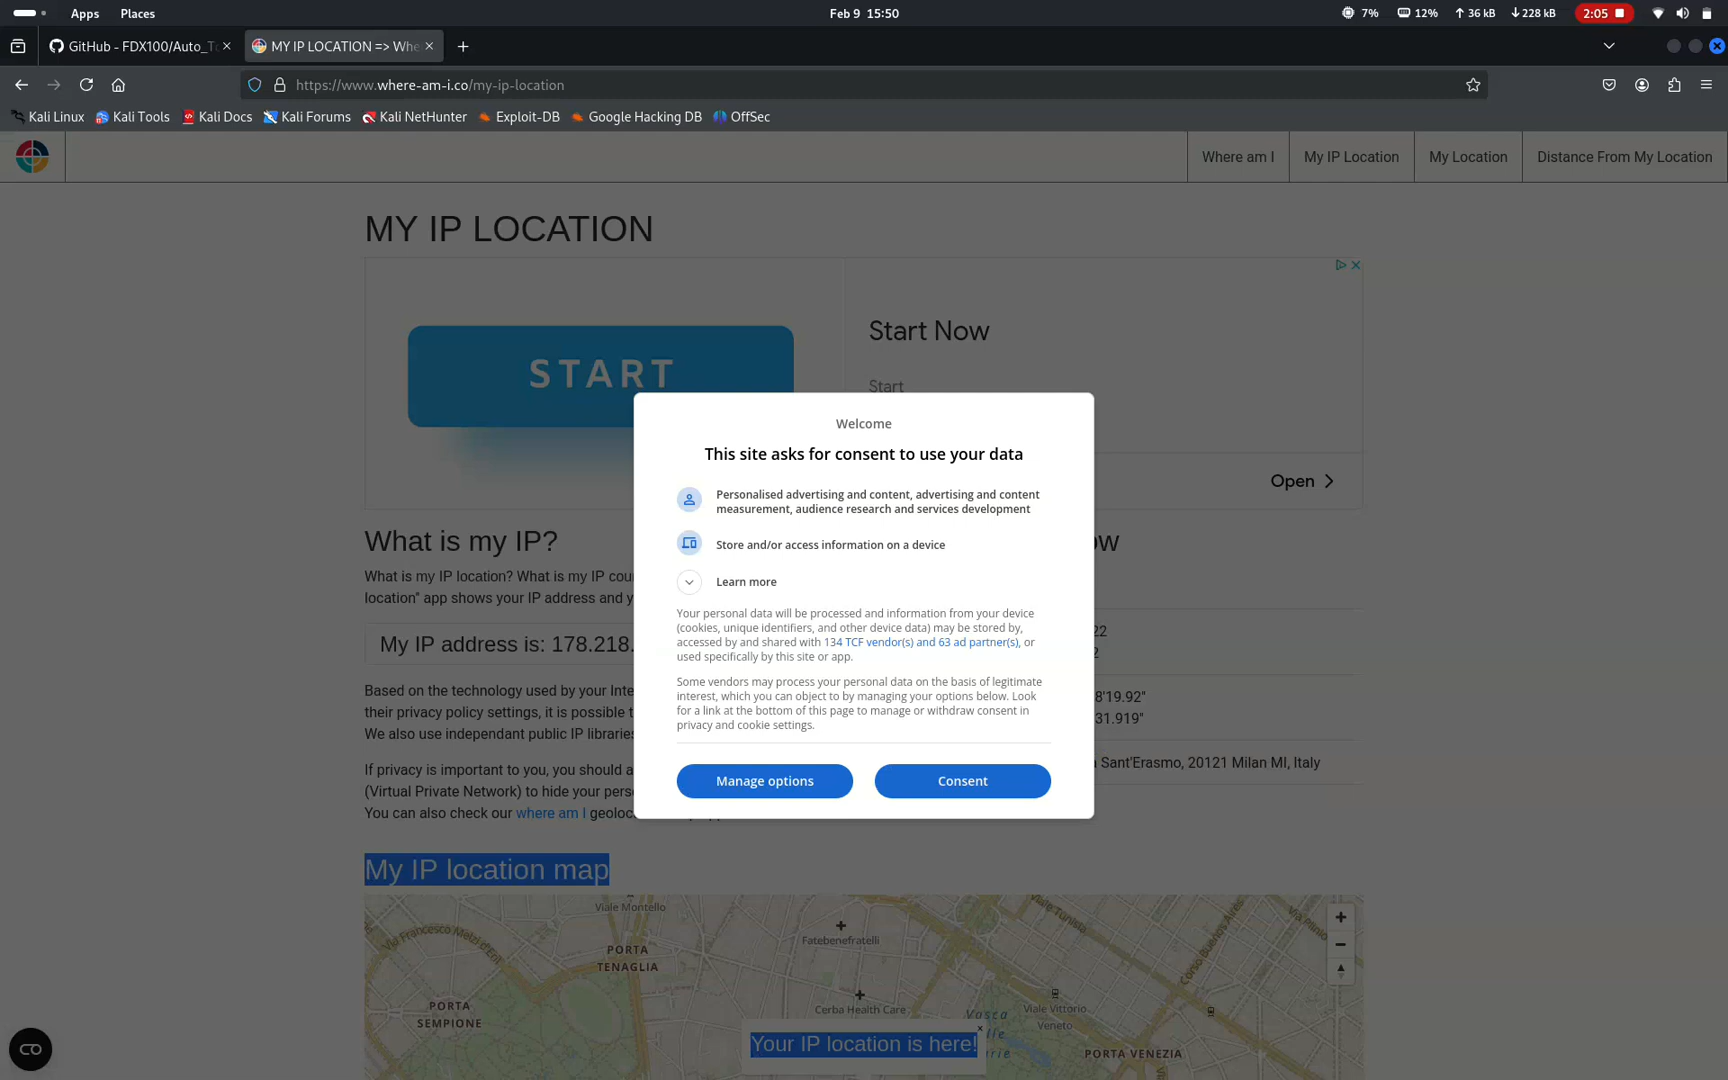 Apps Places Feb 9 15:50 7% 12% 36 kB 228 kB 2:05
GitHub - FDX100/Auto_To MY IP LOCATION => Whe
https://www.where-am-i.co/my-ip-location
Kali Linux Kali Tools Kali Docs Kali Forums Kali NetHunter Exploit-DB Google Hacking DB OffSec
Where am I My IP Location My Location Distance From My Location
MY IP LOCATION
START
Start Now
Start
Open
Welcome
This site asks for consent to use your data
Personalised advertising and content, advertising and content
measurement, audience research and services development
Store and/or access information on a device
Learn more
Your personal data will be processed and information from your device
(cookies, unique identifiers, and other device data) may be stored by,
accessed by and shared with 134 TCF vendor(s) and 63 ad partner(s), or
used specifically by this site or app.
Some vendors may process your personal data on the basis of legitimate
interest, which you can object to by managing your options below. Look
for a link at the bottom of this page to manage or withdraw consent in
privacy and cookie settings.
Manage options Consent
What is my IP?
What is my IP location? What is my IP cou
location" app shows your IP address and y
My IP address is: 178.218.
Based on the technology used by your Inte
their privacy policy settings, it is possible t
We also use independant public IP libraries
If privacy is important to you, you should a
(Virtual Private Network) to hide your pers
You can also check our where am I geoloc
ow
22
2
8'19.92"
31.919"
a Sant'Erasmo, 20121 Milan MI, Italy
My IP location map
Viale Montello
Via Francesco Melzi d'Eril
PORTA
TENAGLIA
Fatebenefratelli
Via Marina
Viale Tunisia
Corso Buenos Aires
PORTA
SEMPIONE
Cerba Health Care
Viale Vittorio
Veneto
PORTA VENEZIA
Your IP location is here!